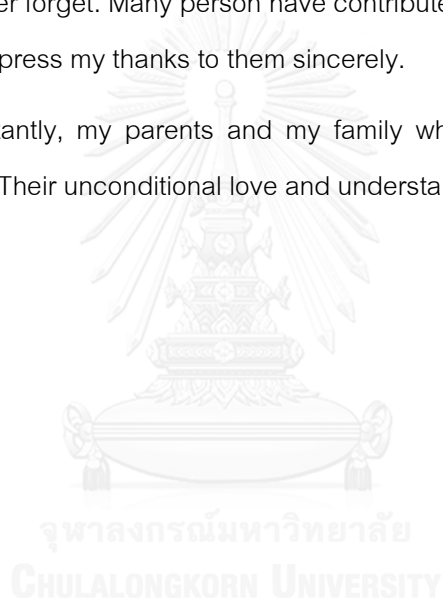 er forget. Many person have contribute
press my thanks to them sincerely.
tantly, my parents and my family wh
Their unconditional love and understa
จุฬาลงกรณ์มหาวิทยาลัย
CHULALONGKORN UNIVERSITY